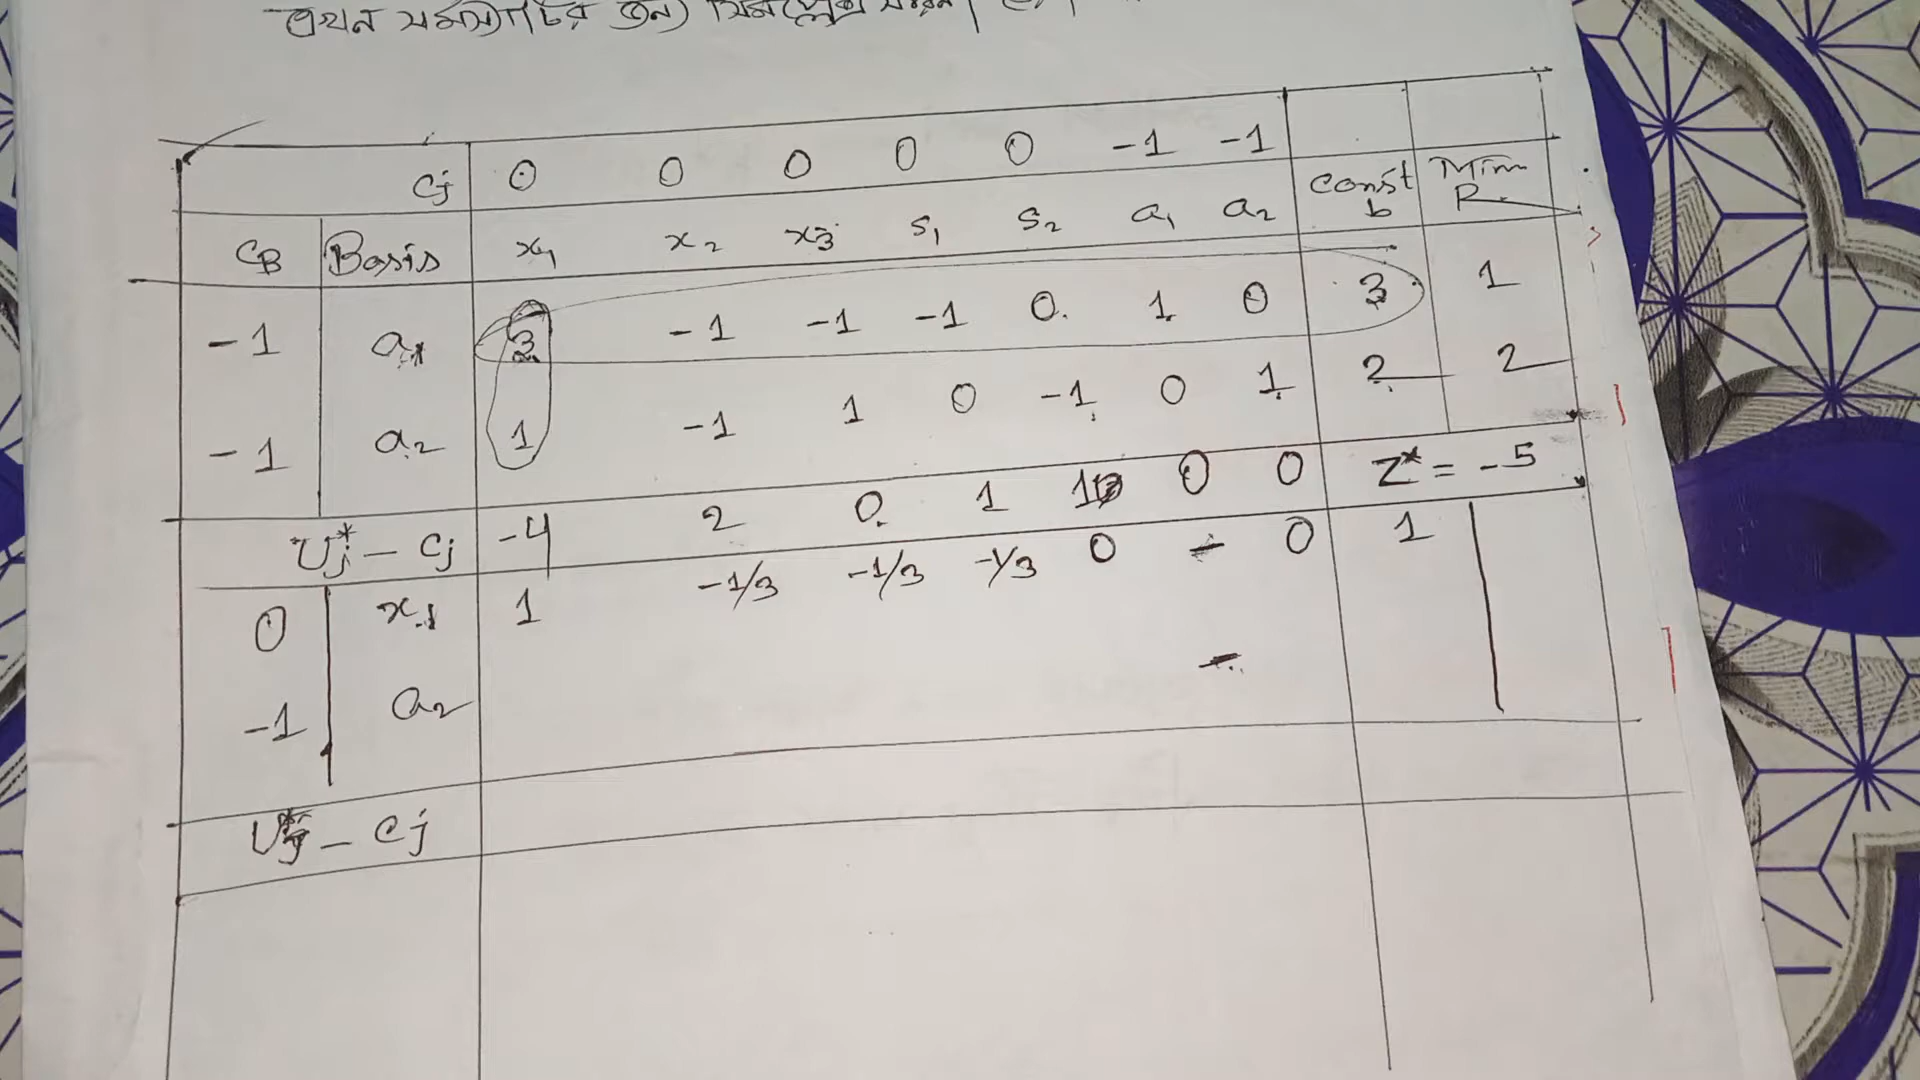 এখন সমস্যাটির জন্য
Cj 0 0 0 0 0 -1 -1
CB Basis x1 x2 x3 s1 s2 a1 a2 Const b Min R.
-1 a1 3 -1 -1 -1 0 1 0 3 1
-1 a2 1 -1 1 0 -1 0 1 2 2
Uj* - Cj -4 2 0 1 1 0 0 Z* = -5
0 x1 1 -1/3 -1/3 -1/3 0 - 0 1
-1 a2 -
Uj* - Cj